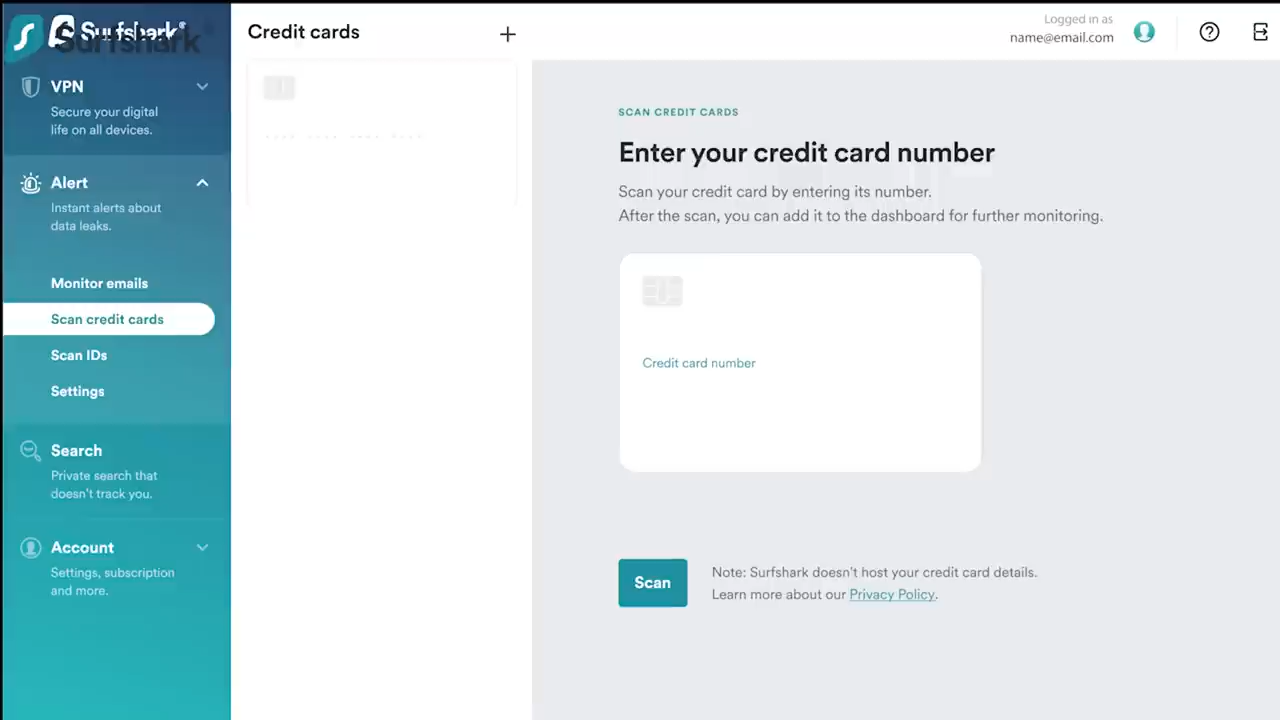 Surfshark
Surfshark
VPN
Secure your digital
life on all devices.
Alert
Instant alerts about
data leaks.
Monitor emails
Scan credit cards
Scan IDs
Settings
Search
Private search that
doesn't track you.
Account
Settings, subscription
and more.
Credit cards
Logged in as
name@email.com
SCAN CREDIT CARDS
Enter your credit card number
Scan your credit card by entering its number.
After the scan, you can add it to the dashboard for further monitoring.
Credit card number
Scan
Note: Surfshark doesn't host your credit card details.
Learn more about our Privacy Policy.